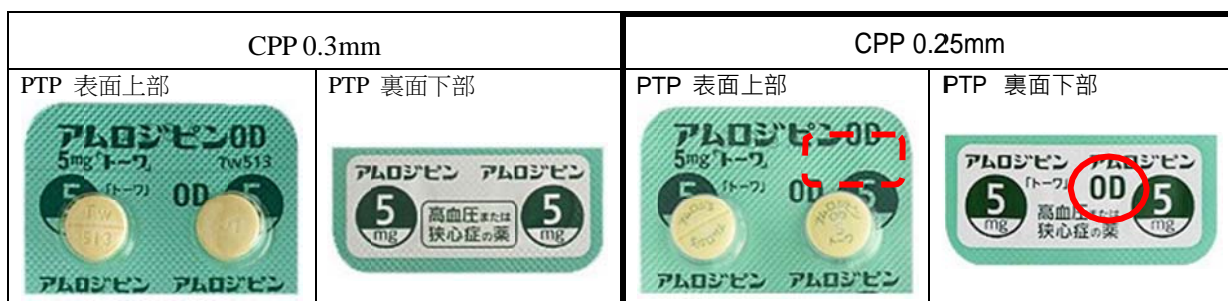 CPP 0.3mm
CPP 0.25mm
PTP 表面上部
PTP 裏面下部
PTP 表面上部
PTP 裏面下部
アムロジピンOD
5mg「トーワ」 TW513
5 「トーワ」 OD 5
TW
513
アムロジピン アムロジピン
アムロジピン アムロジピン
5
mg
高血圧または
狭心症の薬
5
mg
アムロジピンOD
5mg「トーワ」
5 「トーワ」 OD 5
アムロジピン アムロジピン
アムロジピン アムロジピン
「トーワ」 OD
5
mg
高血圧または
狭心症の薬
5
mg